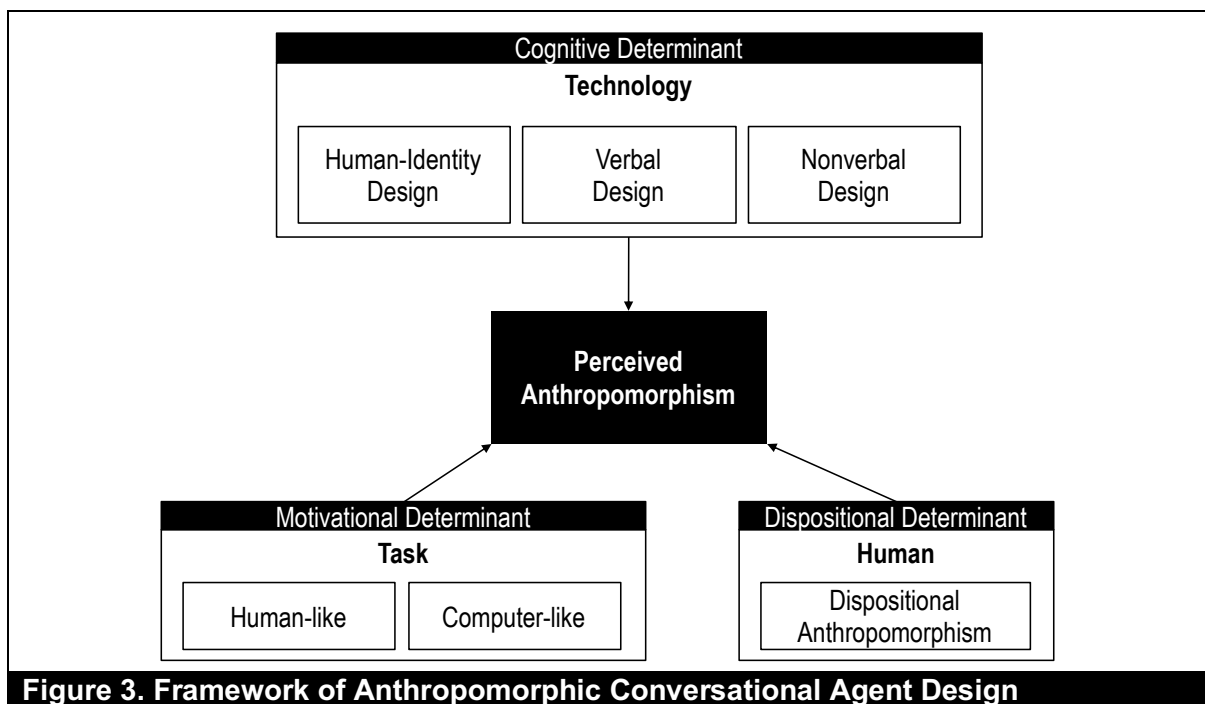 Cognitive Determinant
Technology
Human-Identity
Design
Verbal
Design
Nonverbal
Design
Perceived
Anthropomorphism
Motivational Determinant
Task
Human-like
Computer-like
Dispositional Determinant
Human
Dispositional
Anthropomorphism
Figure 3. Framework of Anthropomorphic Conversational Agent Design